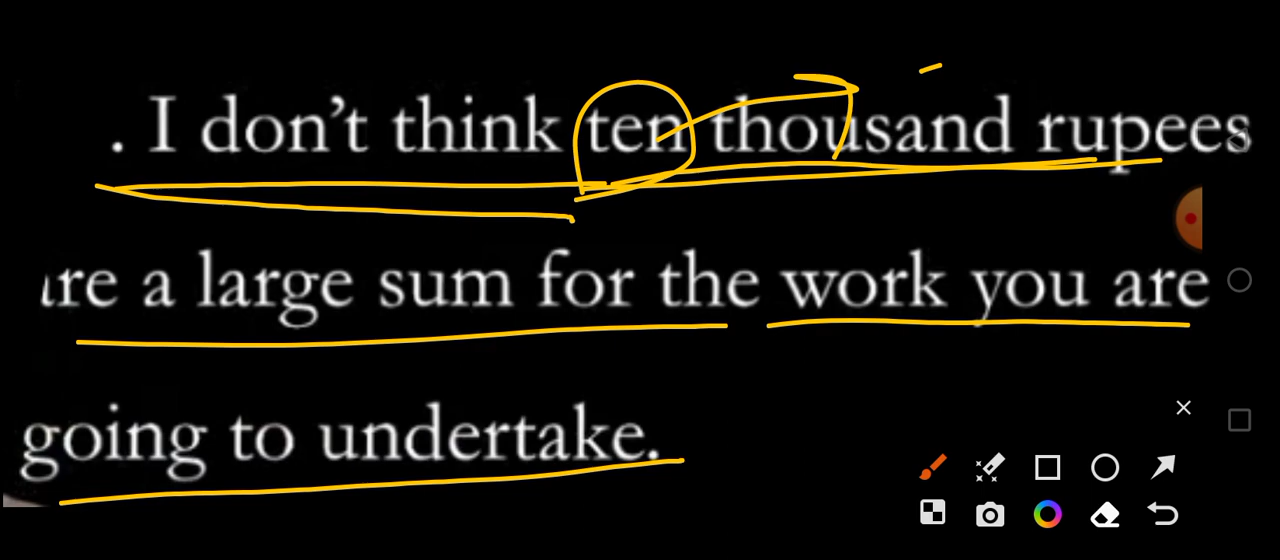 . I don't think ten thousand rupees
are a large sum for the work you are
going to undertake.